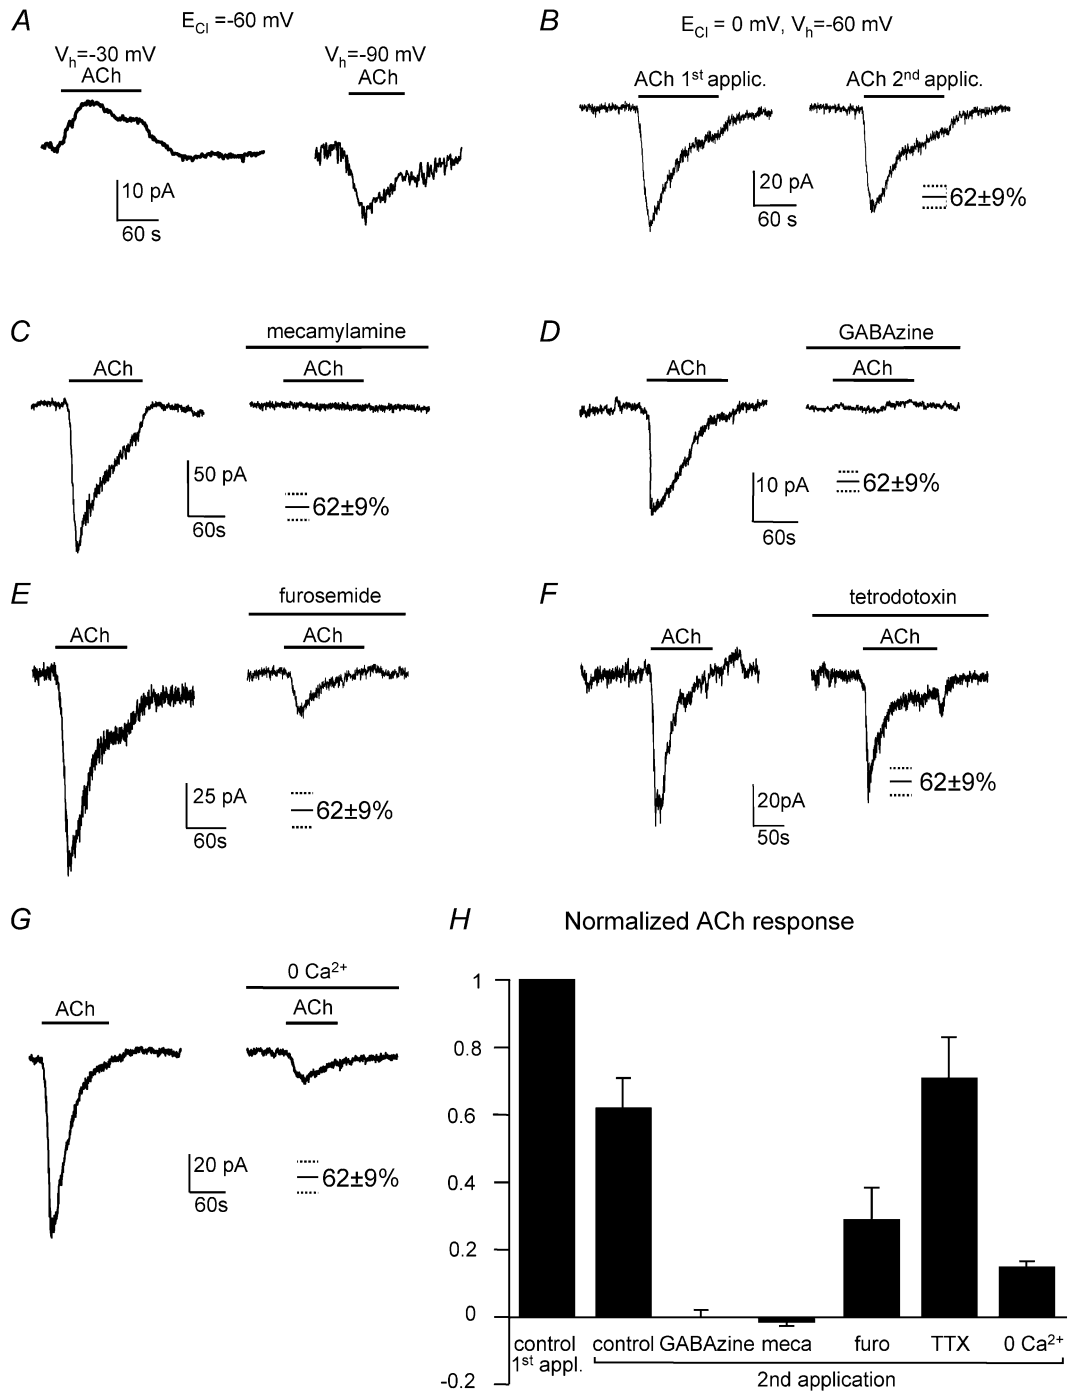 A
E_Cl =-60 mV
V_h=-30 mV
ACh
V_h=-90 mV
ACh
10 pA
60 s
B
E_Cl = 0 mV, V_h=-60 mV
ACh 1st applic.
ACh 2nd applic.
20 pA
60 s
62±9%
C
mecamylamine
ACh
ACh
50 pA
60s
62±9%
D
GABAzine
ACh
ACh
10 pA
60s
62±9%
E
furosemide
ACh
ACh
25 pA
60s
62±9%
F
tetrodotoxin
ACh
ACh
20pA
50s
62±9%
G
0 Ca2+
ACh
ACh
20 pA
60s
62±9%
H
Normalized ACh response
1
0.8
0.6
0.4
0.2
0
-0.2
control
1st appl.
control
GABAzine
meca
furo
TTX
0 Ca2+
2nd application